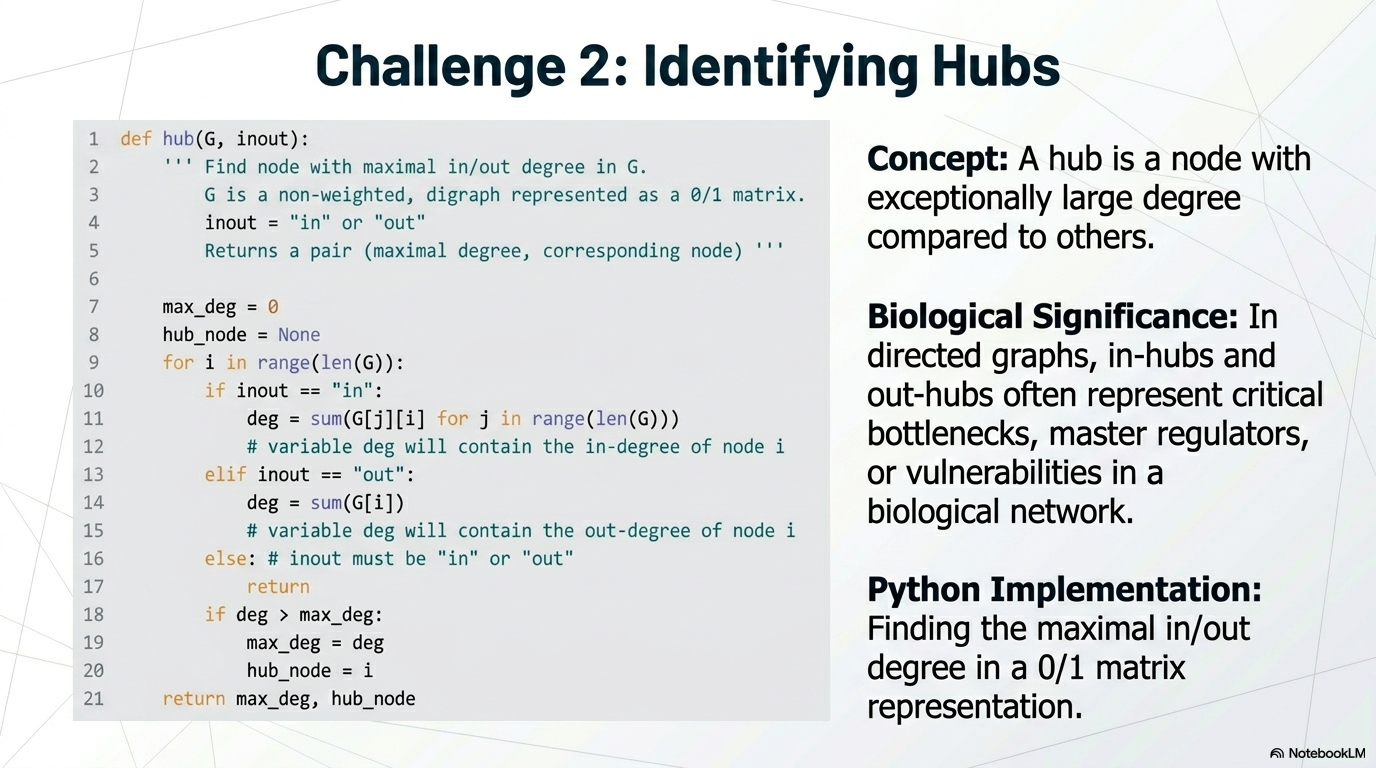 Challenge 2: Identifying Hubs
1 def hub(G, inout):
2     ''' Find node with maximal in/out degree in G.
3         G is a non-weighted, digraph represented as a 0/1 matrix.
4         inout = "in" or "out"
5         Returns a pair (maximal degree, corresponding node) '''
6
7     max_deg = 0
8     hub_node = None
9     for i in range(len(G)):
10         if inout == "in":
11             deg = sum(G[j][i] for j in range(len(G)))
12             # variable deg will contain the in-degree of node i
13         elif inout == "out":
14             deg = sum(G[i])
15             # variable deg will contain the out-degree of node i
16         else: # inout must be "in" or "out"
17             return
18         if deg > max_deg:
19             max_deg = deg
20             hub_node = i
21     return max_deg, hub_node
Concept: A hub is a node with
exceptionally large degree
compared to others.
Biological Significance: In
directed graphs, in-hubs and
out-hubs often represent critical
bottlenecks, master regulators,
or vulnerabilities in a
biological network.
Python Implementation:
Finding the maximal in/out
degree in a 0/1 matrix
representation.
NotebookLM